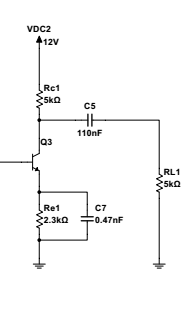 VDC2
12V
Rc1
5kΩ
C5
110nF
Q3
RL1
5kΩ
Re1
2.3kΩ
C7
0.47nF